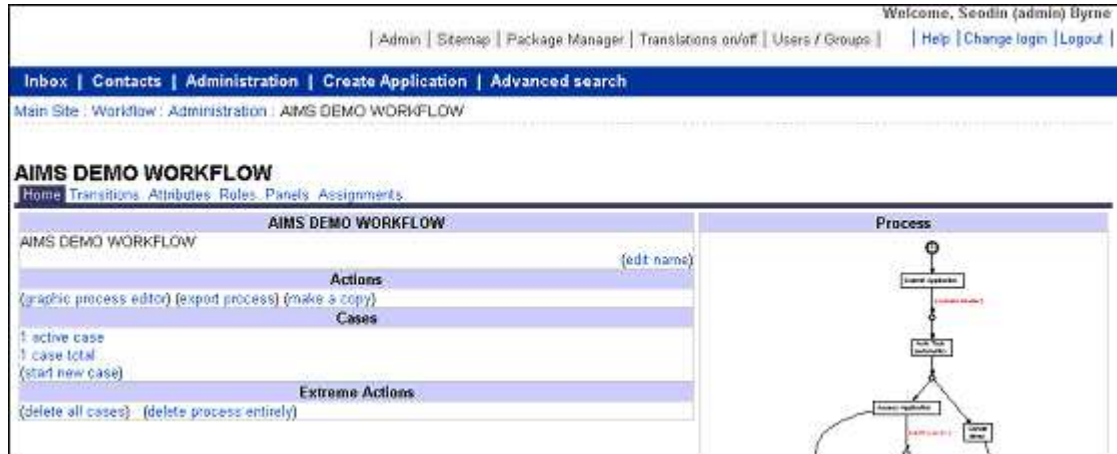 Welcome, Seodin (admin) Byrne
| Admin | Sitemap | Package Manager | Translations on/off | Users / Groups | | Help | Change login | Logout |
Inbox | Contacts | Administration | Create Application | Advanced search
Main Site : Workflow : Administration : AIMS DEMO WORKFLOW
AIMS DEMO WORKFLOW
Home Transitions Attributes Roles Panels Assignments
AIMS DEMO WORKFLOW
AIMS DEMO WORKFLOW
(edit name)
Actions
(graphic process editor) (export process) (make a copy)
Cases
1 active case
1 case total
(start new case)
Extreme Actions
(delete all cases) (delete process entirely)
Process
Application
Application